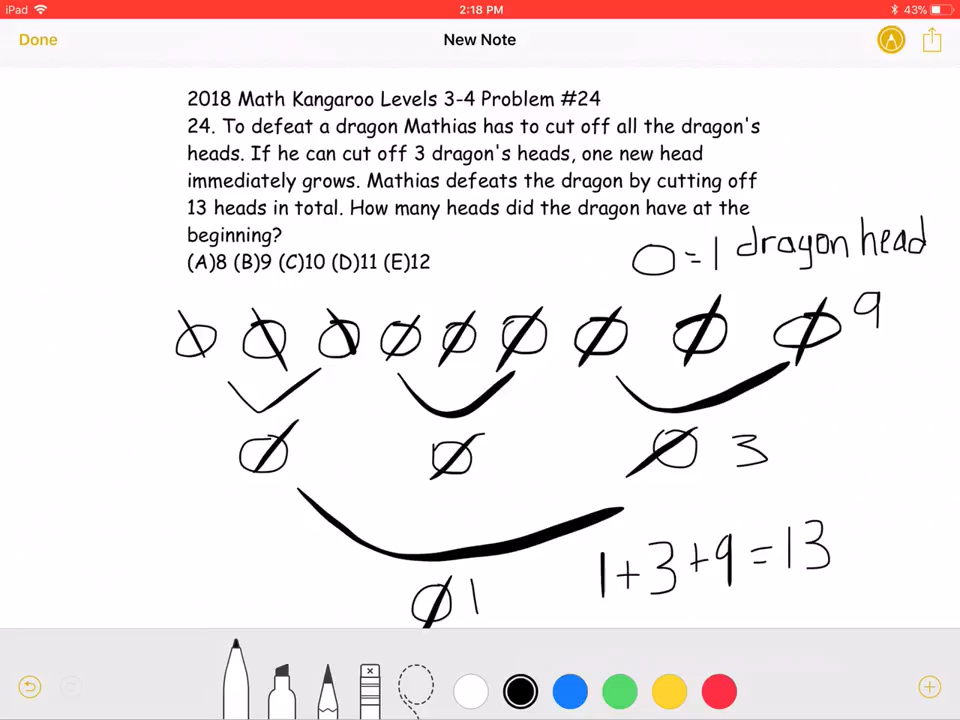 iPad 2:18 PM 43%
Done New Note
2018 Math Kangaroo Levels 3-4 Problem #24
24. To defeat a dragon Mathias has to cut off all the dragon's
heads. If he can cut off 3 dragon's heads, one new head
immediately grows. Mathias defeats the dragon by cutting off
13 heads in total. How many heads did the dragon have at the
beginning?
(A)8 (B)9 (C)10 (D)11 (E)12
O = 1 dragon head
9
3
1+3+9=13
1